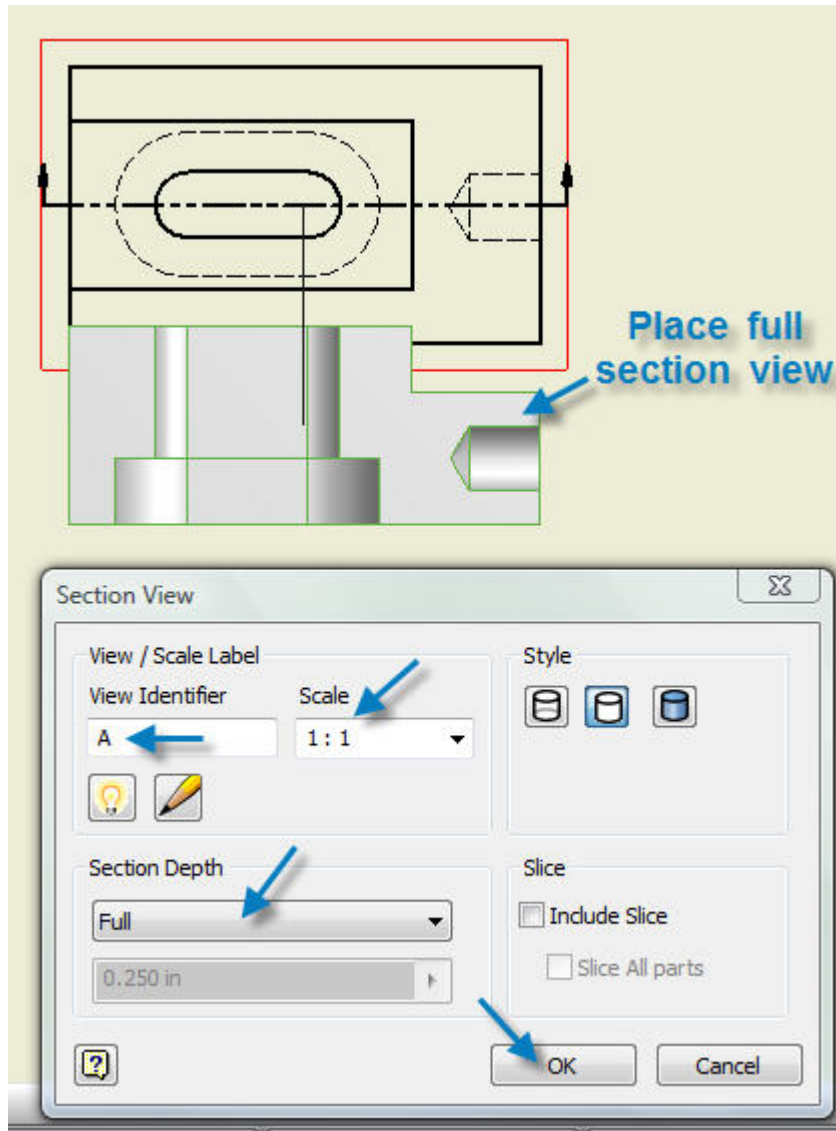 Place full
section view
Section View
View / Scale Label
Style
View Identifier
Scale
A
1 : 1
Section Depth
Slice
Full
Include Slice
0.250 in
Slice All parts
?
OK
Cancel